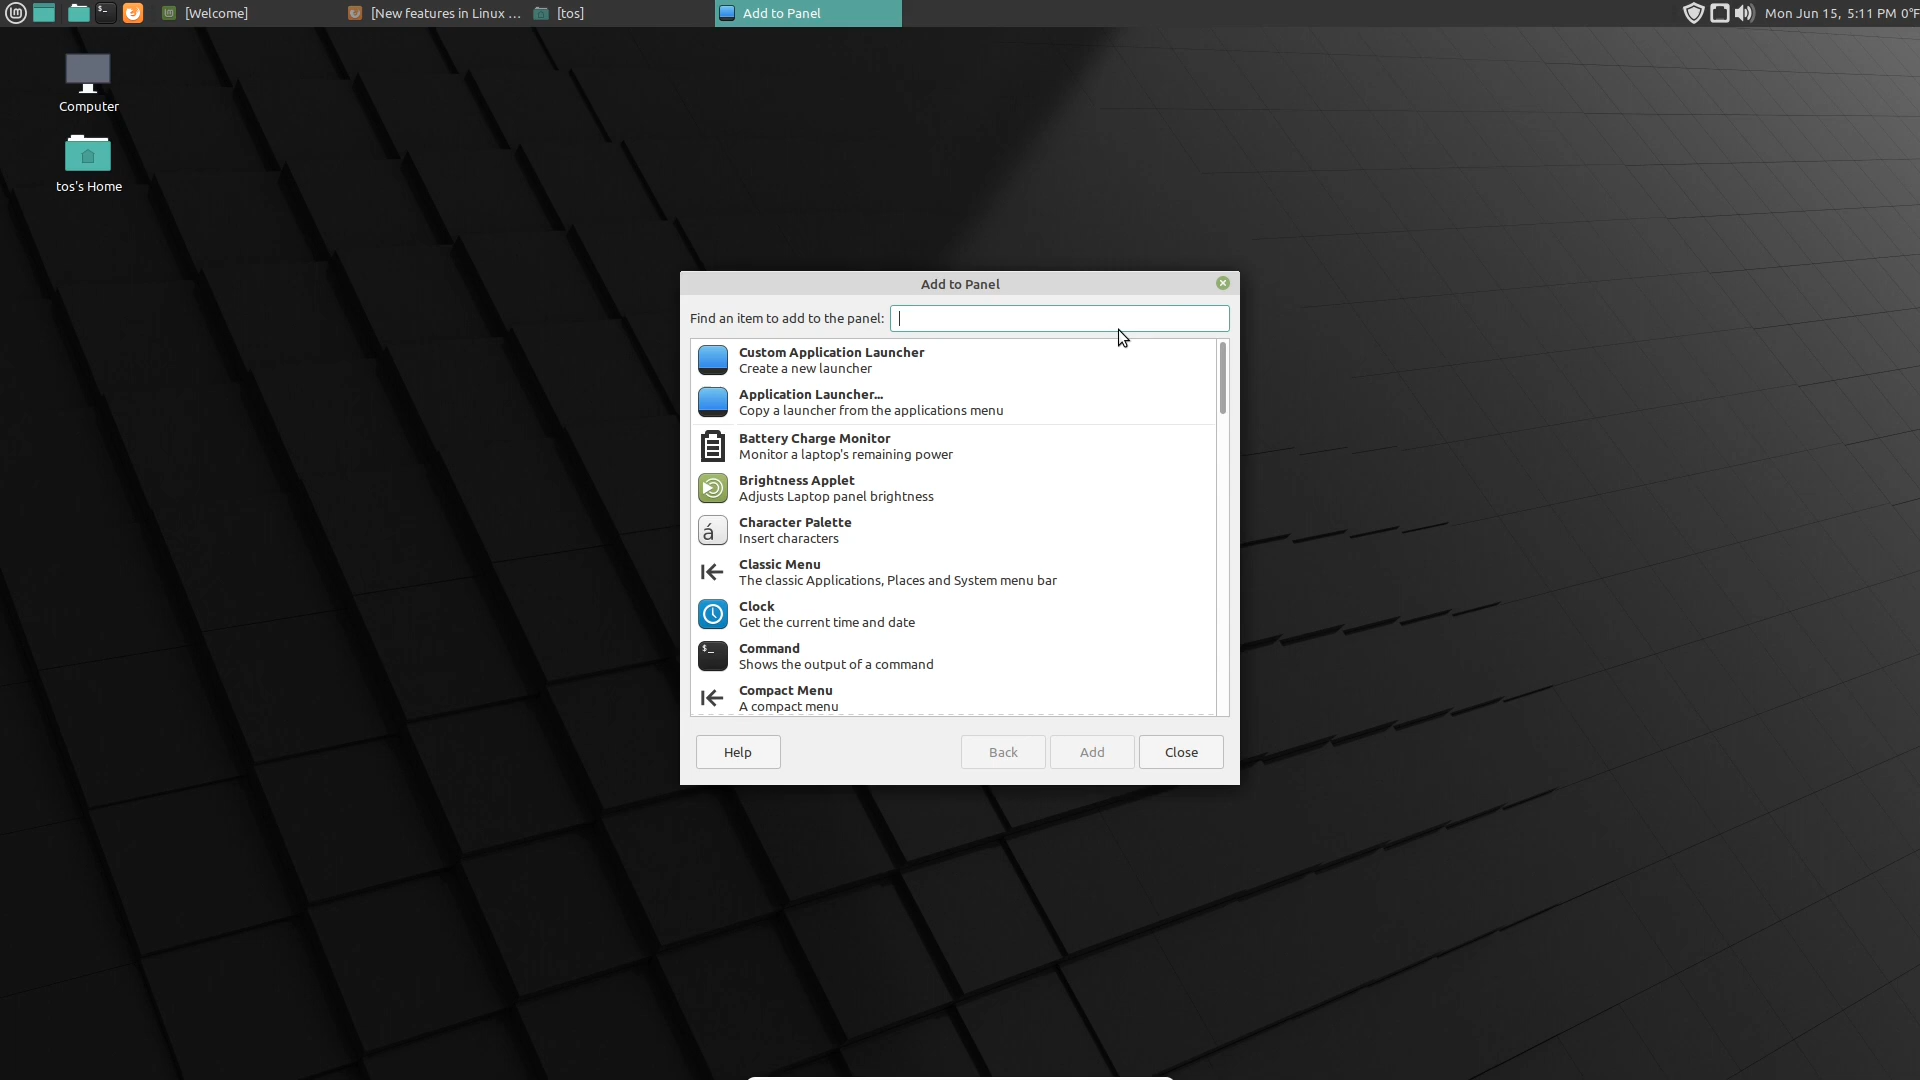 [Welcome]
[New features in Linux ...
[tos]
Add to Panel
Mon Jun 15, 5:11 PM 0°F
Computer
tos's Home
Add to Panel
Find an item to add to the panel:
Custom Application Launcher
Create a new launcher
Application Launcher...
Copy a launcher from the applications menu
Battery Charge Monitor
Monitor a laptop's remaining power
Brightness Applet
Adjusts Laptop panel brightness
á
Character Palette
Insert characters
Classic Menu
The classic Applications, Places and System menu bar
Clock
Get the current time and date
$_
Command
Shows the output of a command
Compact Menu
A compact menu
Help
Back
Add
Close